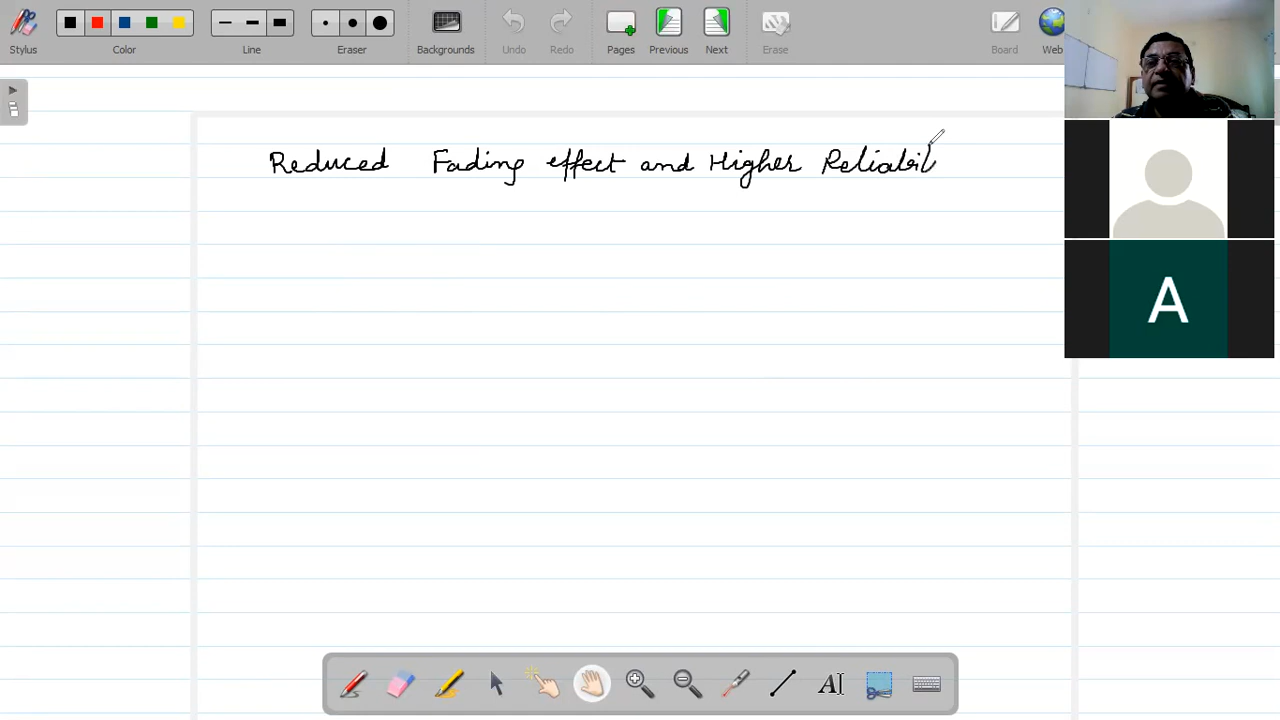 Stylus
Color
Line
Eraser
Backgrounds
Undo
Redo
Pages
Previous
Next
Erase
Board
Web
Reduced Fading effect and Higher Reliabil
A